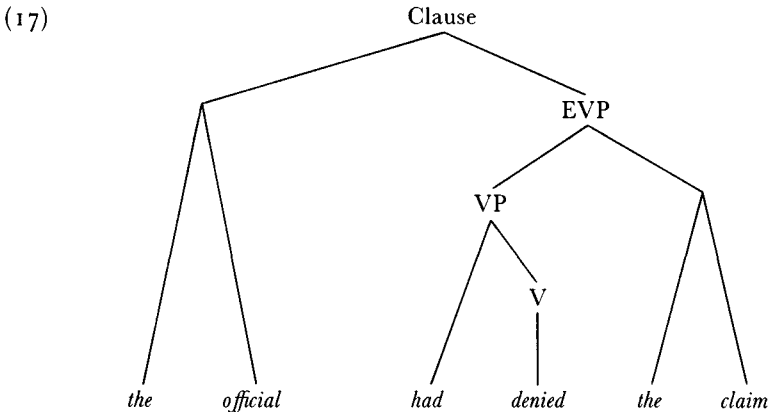 (17)
Clause
EVP
VP
V
the official had denied the claim